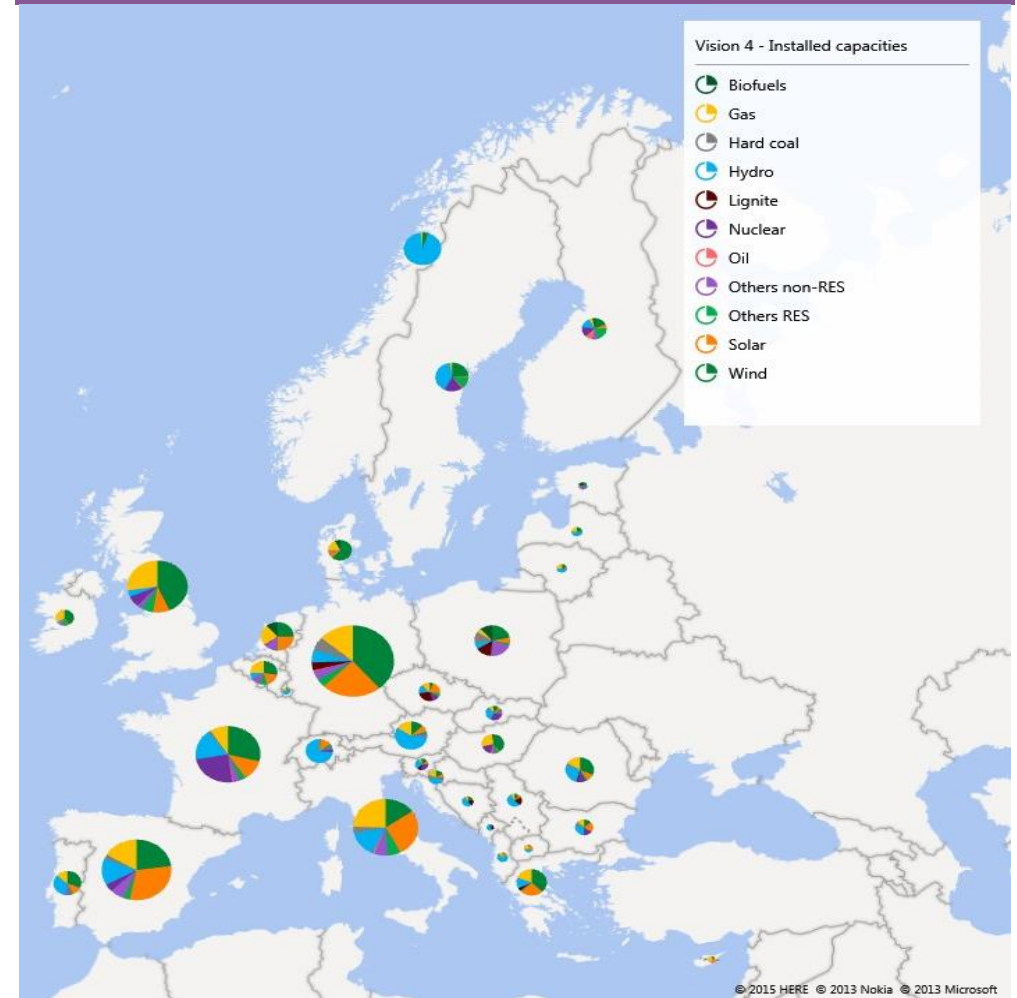 Vision 4 - Installed capacities
Biofuels
Gas
Hard coal
Hydro
Lignite
Nuclear
Oil
Others non-RES
Others RES
Solar
Wind
© 2015 HERE © 2013 Nokia © 2013 Microsoft